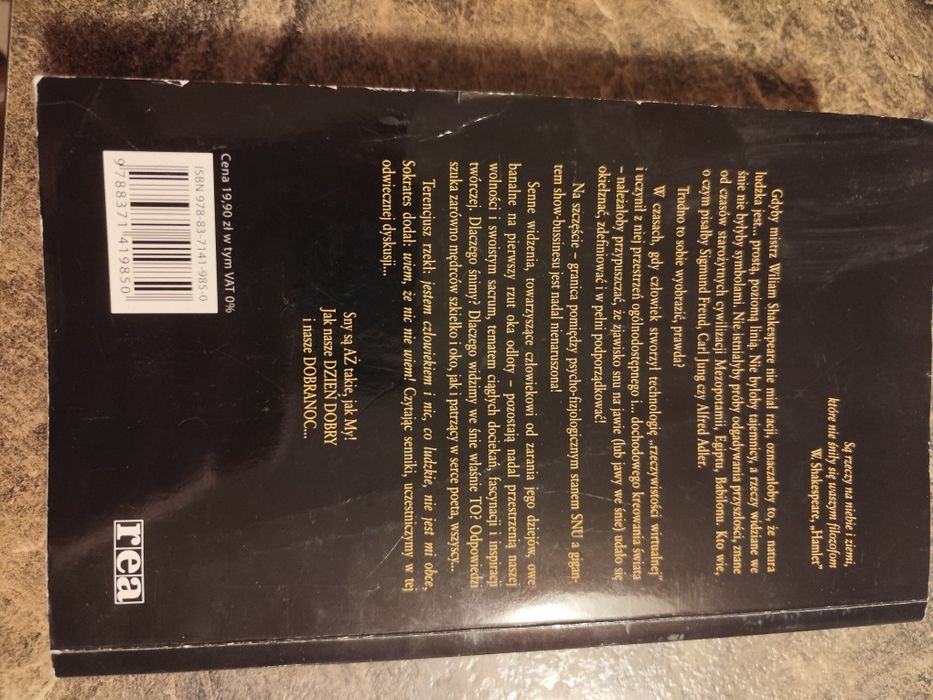 Są rzeczy na niebie i ziemi,
które nie śniły się waszym filozofom
W. Shakespeare, „Hamlet”
Gdyby mistrz William Shakespeare nie miał racji, oznaczałoby to, że natura
ludzka jest... prostą, poziomą linią. Nie byłoby tajemnicy, a rzeczy widziane we
śnie nie byłyby symbolami. Nie istniałyby próby odgadywania przyszłości, znane
od czasów starożytnych cywilizacji Mezopotamii, Egiptu, Babilonu. Kto wie,
o czym pisałby Sigmund Freud, Carl Jung czy Alfred Adler.
Trudno to sobie wyobrazić, prawda?
W czasach, gdy człowiek stworzył technologię „rzeczywistości wirtualnej”
i uczynił z niej przestrzeń ogólnodostępnego i... dochodowego kreowania świata
– należałoby przypuszczać, że zjawisko snu na jawie (lub jawy we śnie) udało się
okiełznać, zdefiniować i w pełni podporządkować!
Na szczęście – granica pomiędzy psycho-fizjologicznym stanem SNU a gigan-
tem show-bussinesu jest nadal nienaruszona!
Senne widzenia, towarzyszące człowiekowi od zarania jego dziejów, owe
banalne na pierwszy rzut oka odloty – pozostają nadal przestrzenią naszej
wolności i swoistym sacrum, tematem ciągłych dociekań, fascynacji i inspiracji
twórczej. Dlaczego śnimy? Dlaczego widzimy we śnie właśnie TO? Odpowiedzi
szuka zarówno mędrców szkiełko i oko, jak i patrzący w serce poeta, wszyscy...
Terencjusz rzekł: jestem człowiekiem i nic, co ludzkie, nie jest mi obce,
Sokrates dodał: wiem, że nic nie wiem! Czytając senniki, uczestniczymy w tej
odwiecznej dyskusji...
Sny są AŻ takie, jak My!
Jak nasze DZIEŃ DOBRY
i nasze DOBRANOC...
Cena 19,90 zł w tym VAT 0%
ISBN 978-83-7141-985-0
9 788371 419850
rea